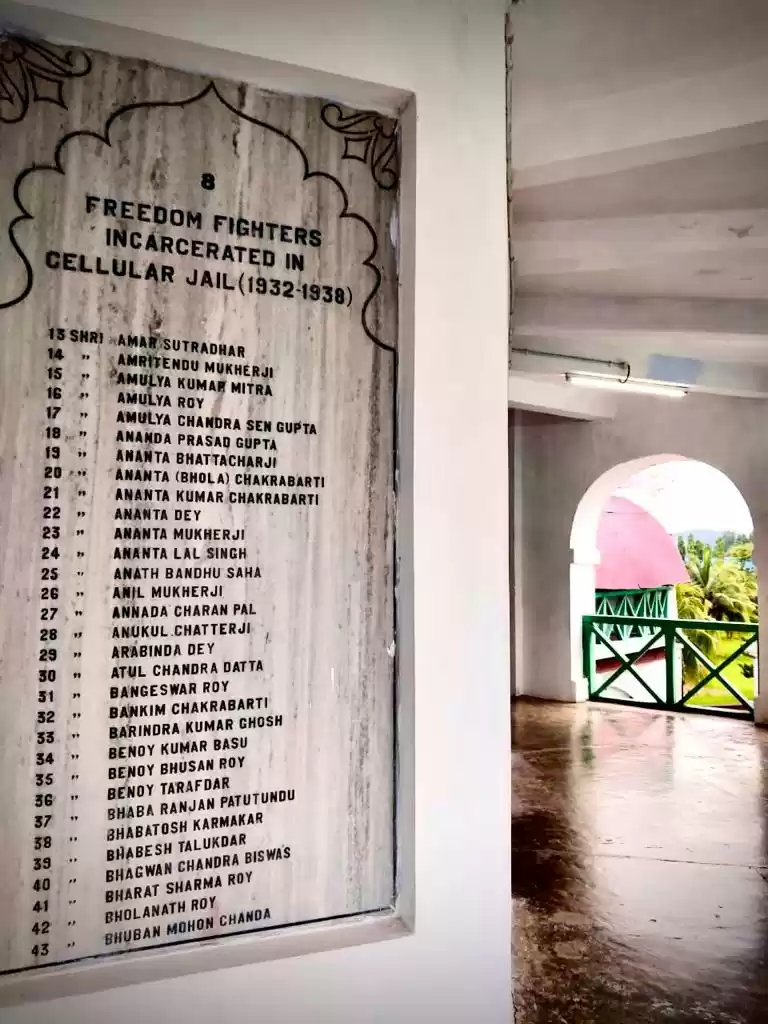 8
FREEDOM FIGHTERS
INCARCERATED IN
CELLULAR JAIL (1932-1938)
13 SHRI AMAR SUTRADHAR
14 " AMRITENDU MUKHERJI
15 " AMULYA KUMAR MITRA
16 " AMULYA ROY
17 " AMULYA CHANDRA SEN GUPTA
18 " ANANDA PRASAD GUPTA
19 " ANANTA BHATTACHARJI
20 " ANANTA (BHOLA) CHAKRABARTI
21 " ANANTA KUMAR CHAKRABARTI
22 " ANANTA DEY
23 " ANANTA MUKHERJI
24 " ANANTA LAL SINGH
25 " ANATH BANDHU SAHA
26 " ANIL MUKHERJI
27 " ANNADA CHARAN PAL
28 " ANUKUL CHATTERJI
29 " ARABINDA DEY
30 " ATUL CHANDRA DATTA
31 " BANGESWAR ROY
32 " BANKIM CHAKRABARTI
33 " BARINDRA KUMAR GHOSH
34 " BENOY KUMAR BASU
35 " BENOY BHUSAN ROY
36 " BENOY TARAFDAR
37 " BHABA RANJAN PATUTUNDU
38 " BHABATOSH KARMAKAR
39 " BHABESH TALUKDAR
40 " BHAGWAN CHANDRA BISWAS
41 " BHARAT SHARMA ROY
42 " BHOLANATH ROY
43 " BHUBAN MOHON CHANDA